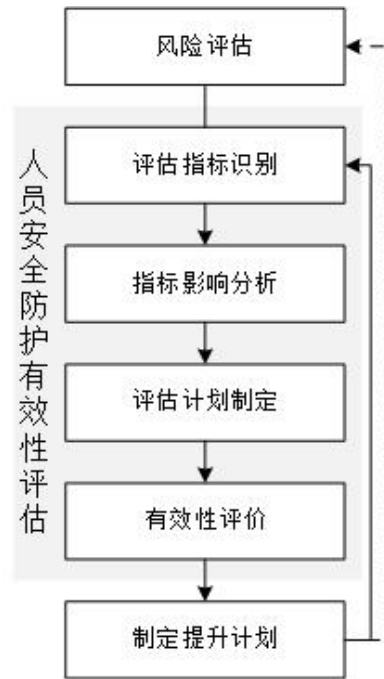 风险评估
人员安全防护有效性评估
评估指标识别
指标影响分析
评估计划制定
有效性评价
制定提升计划